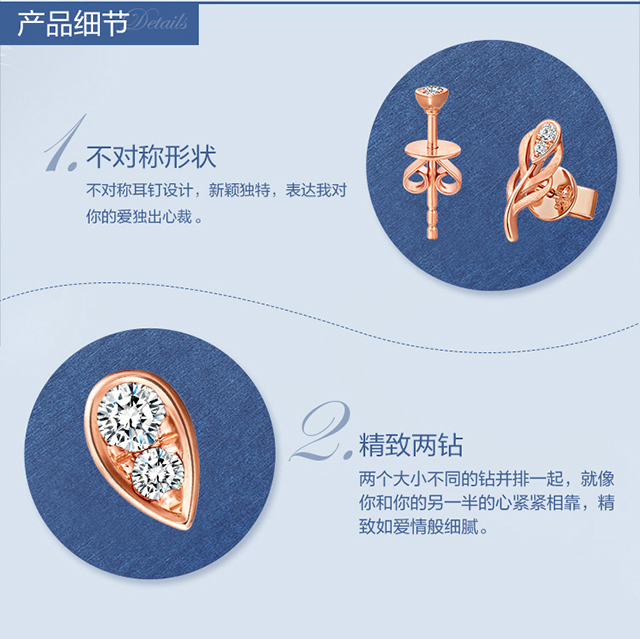 产品细节 Details
1. 不对称形状
不对称耳钉设计，新颖独特，表达我对
你的爱独出心裁。
2. 精致两钻
两个大小不同的钻并排一起，就像
你和你的另一半的心紧紧相靠，精
致如爱情般细腻。